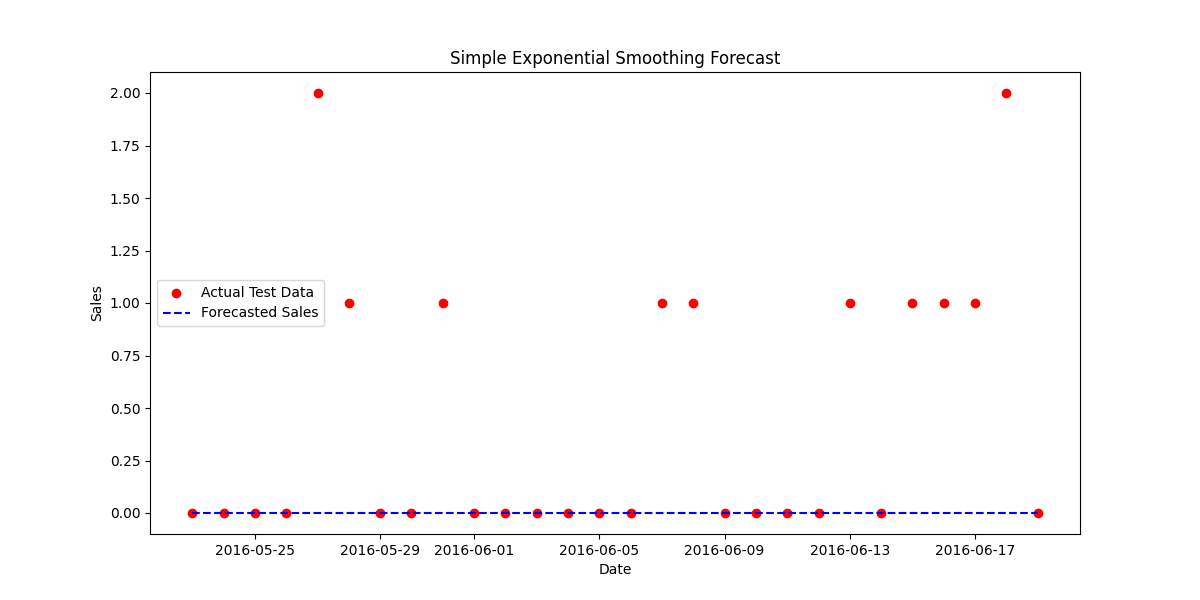 Simple Exponential Smoothing Forecast
2.00
1.75
1.50
1.25
1.00
0.75
0.50
0.25
0.00
Sales
Actual Test Data
Forecasted Sales
2016-05-25 2016-05-29 2016-06-01 2016-06-05 2016-06-09 2016-06-13 2016-06-17
Date